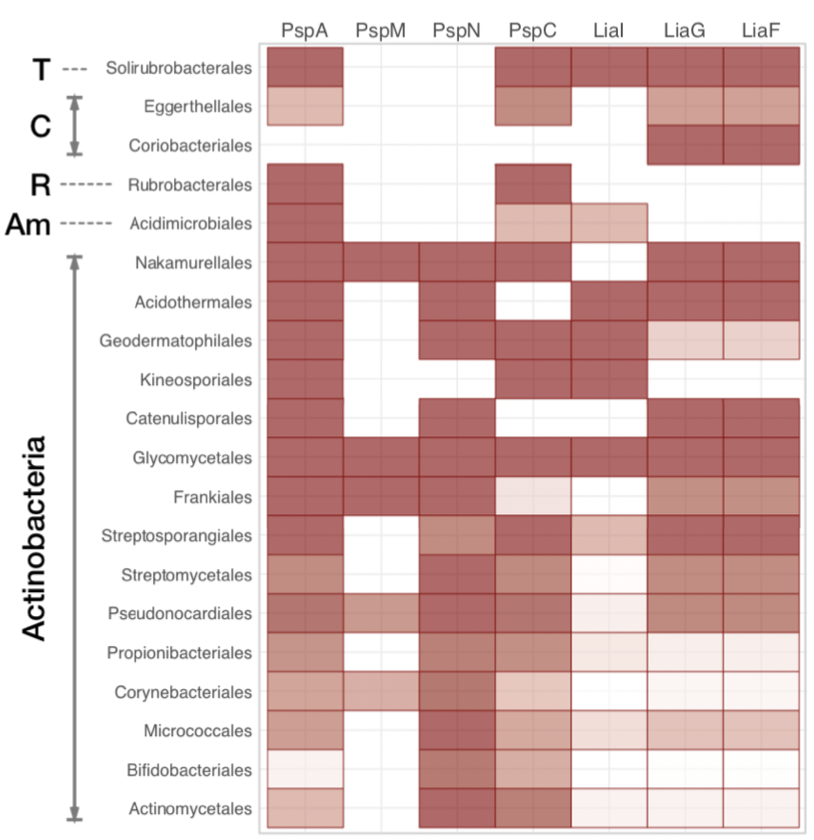 PspA PspM PspN PspC LiaI LiaG LiaF
T Solirubrobacterales
C
Eggerthellales
Coriobacteriales
R Rubrobacterales
Am Acidimicrobiales
Actinobacteria
Nakamurellales
Acidothermales
Geodermatophilales
Kineosporiales
Catenulisporales
Glycomycetales
Frankiales
Streptosporangiales
Streptomycetales
Pseudonocardiales
Propionibacteriales
Corynebacteriales
Micrococcales
Bifidobacteriales
Actinomycetales